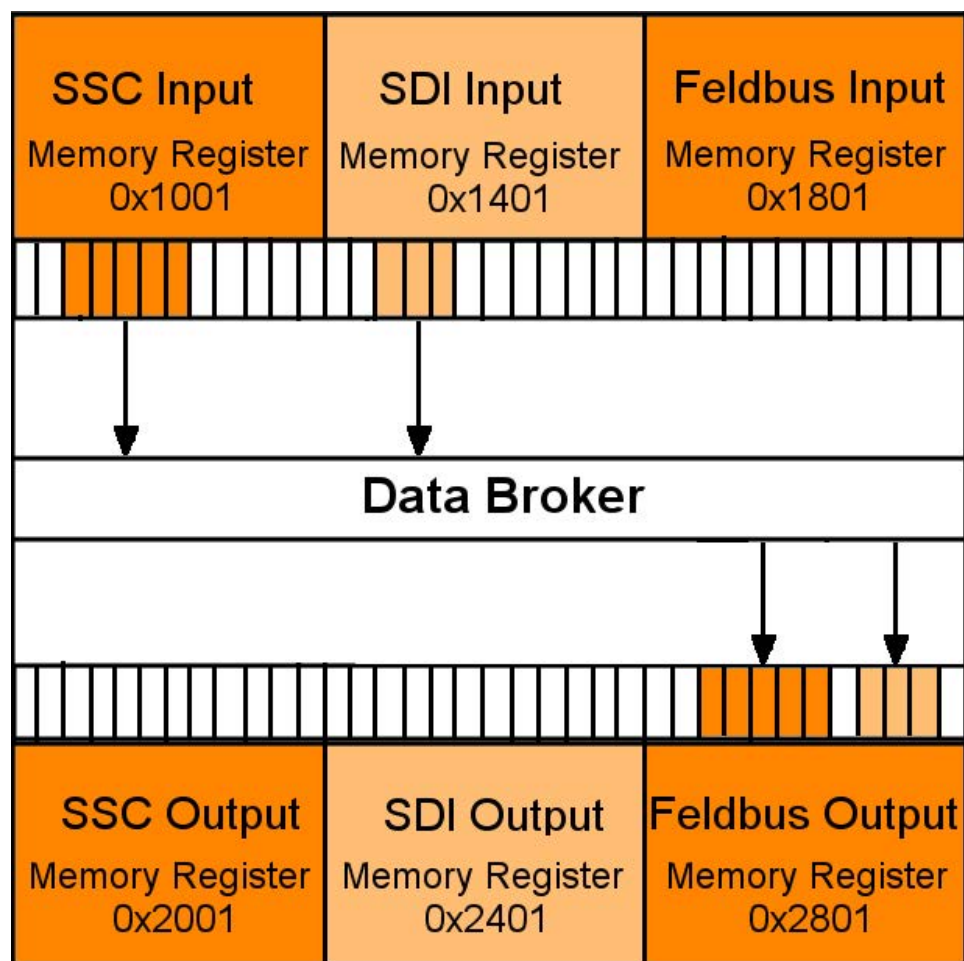 SSC Input
Memory Register
0x1001
SDI Input
Memory Register
0x1401
Feldbus Input
Memory Register
0x1801
Data Broker
SSC Output
Memory Register
0x2001
SDI Output
Memory Register
0x2401
Feldbus Output
Memory Register
0x2801